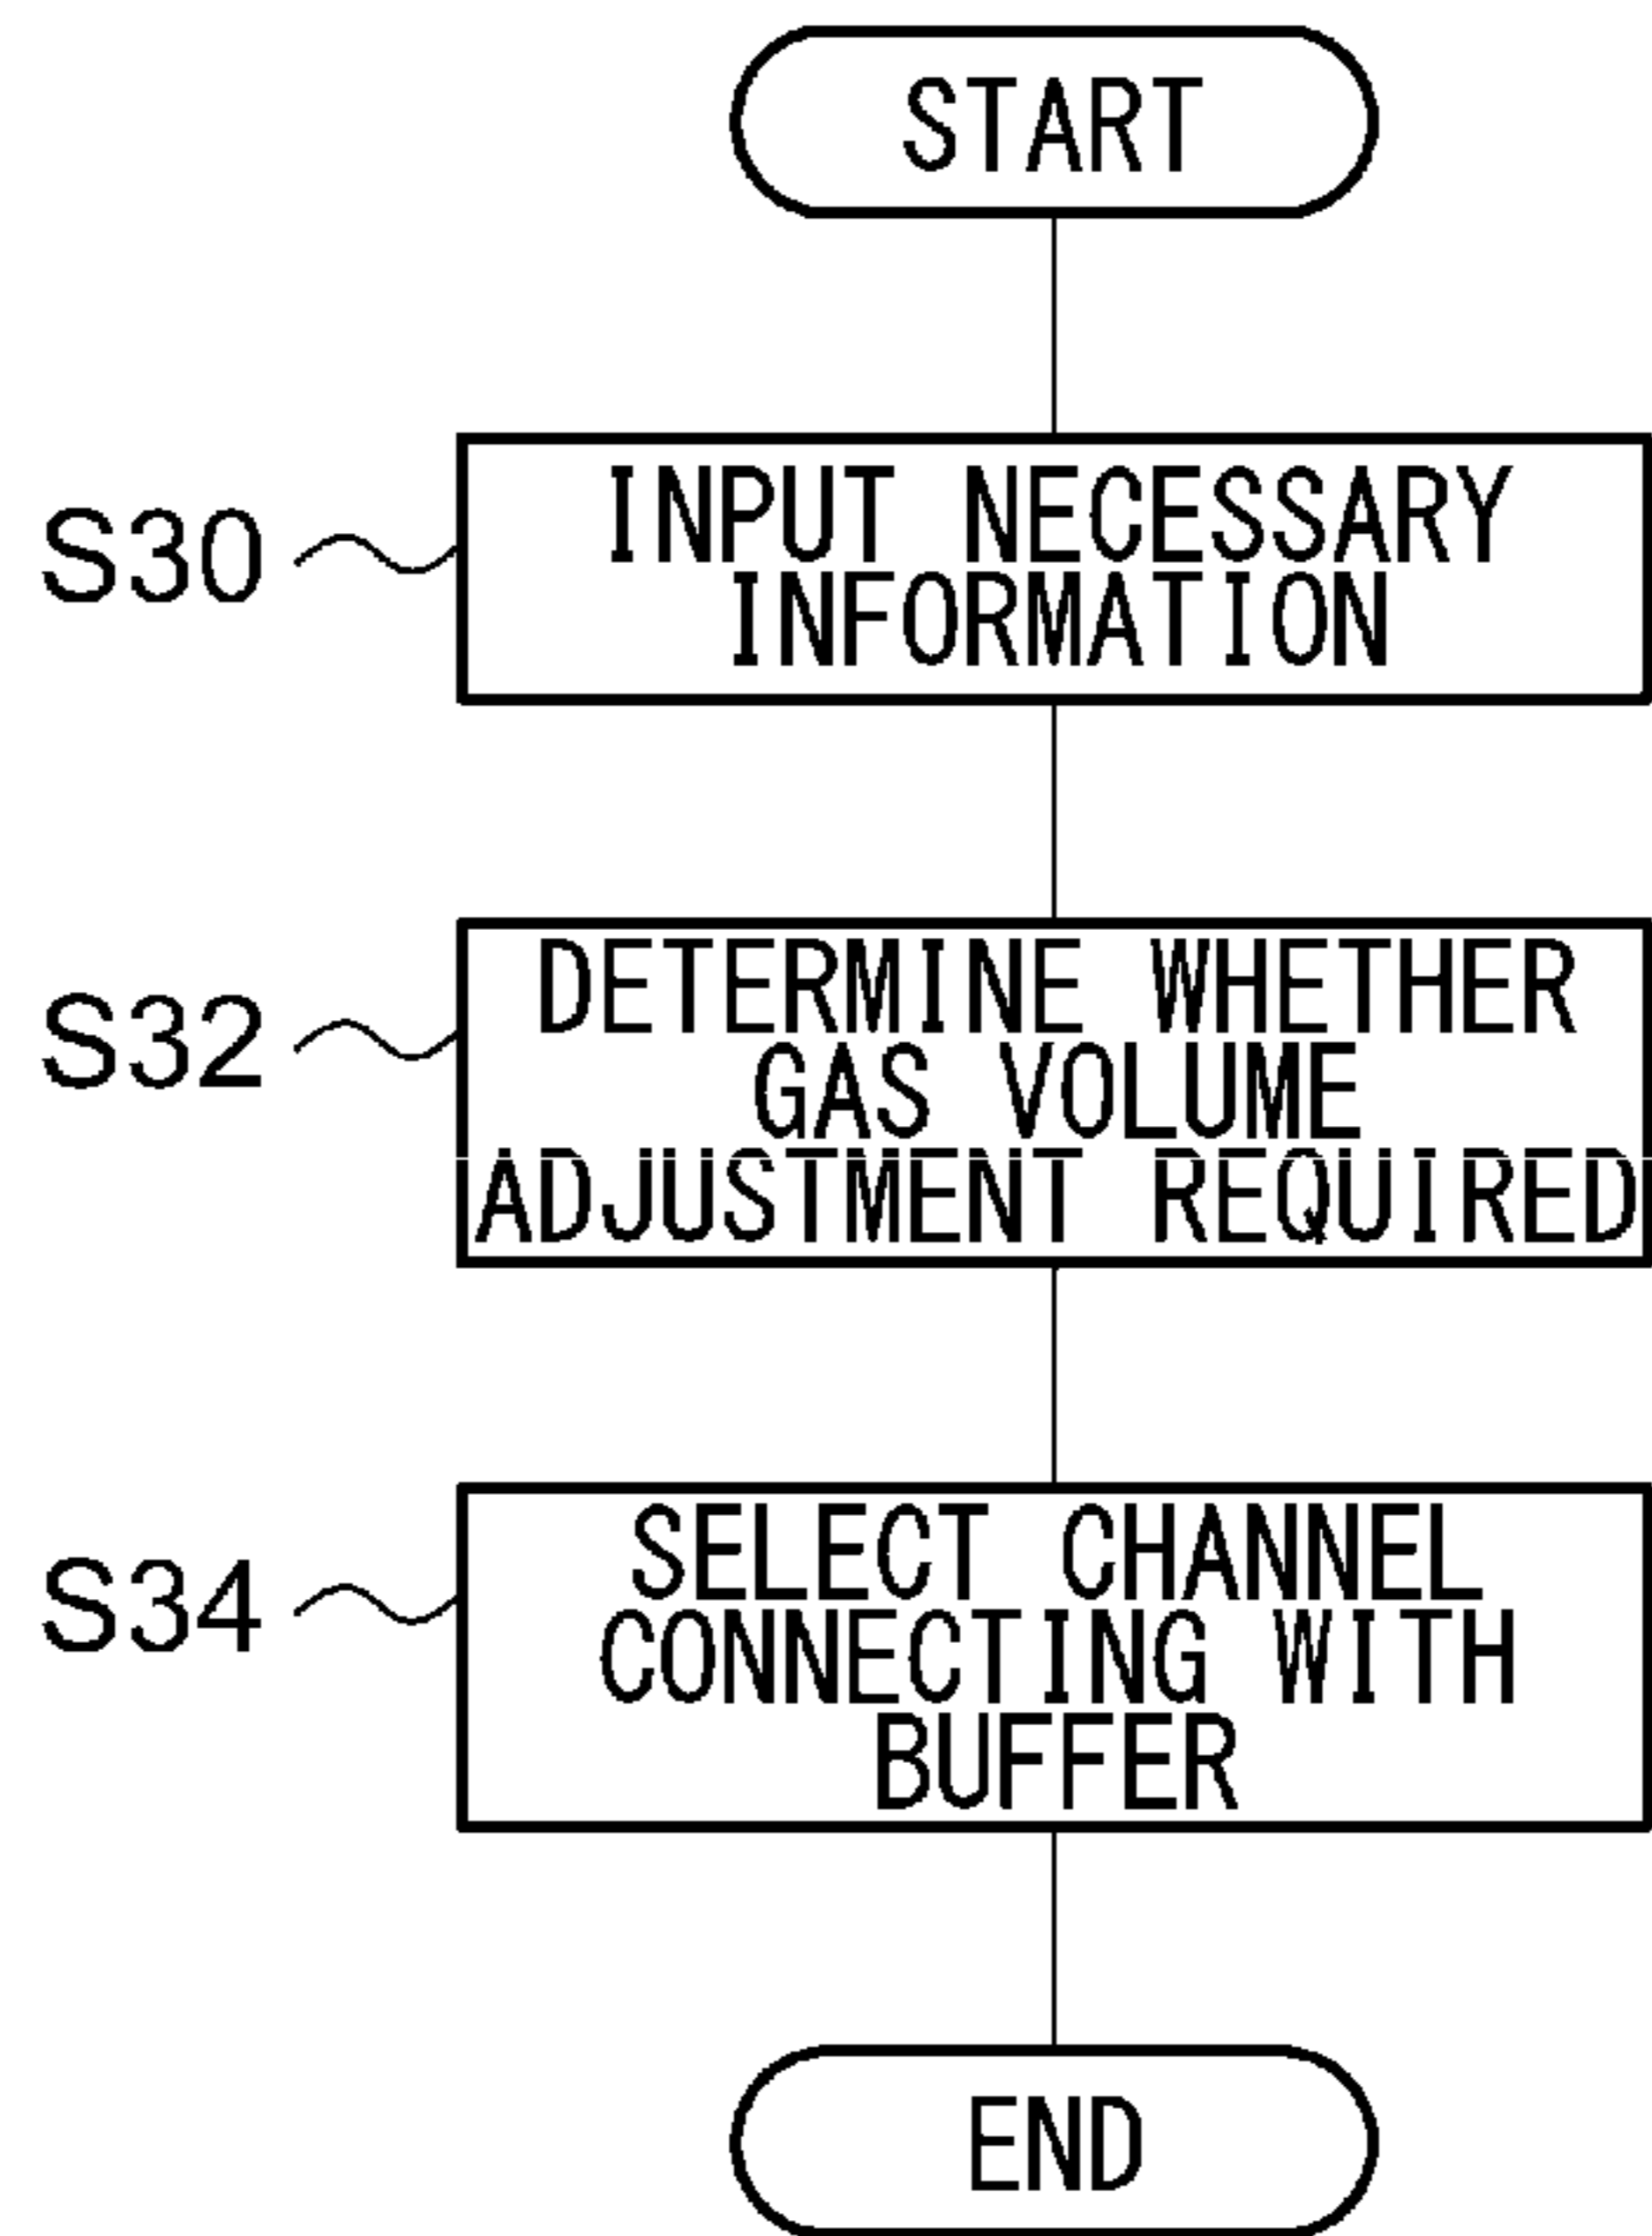 START
S30
INPUT NECESSARY
INFORMATION
S32
DETERMINE WHETHER
GAS VOLUME
ADJUSTMENT REQUIRED
S34
SELECT CHANNEL
CONNECTING WITH
BUFFER
END